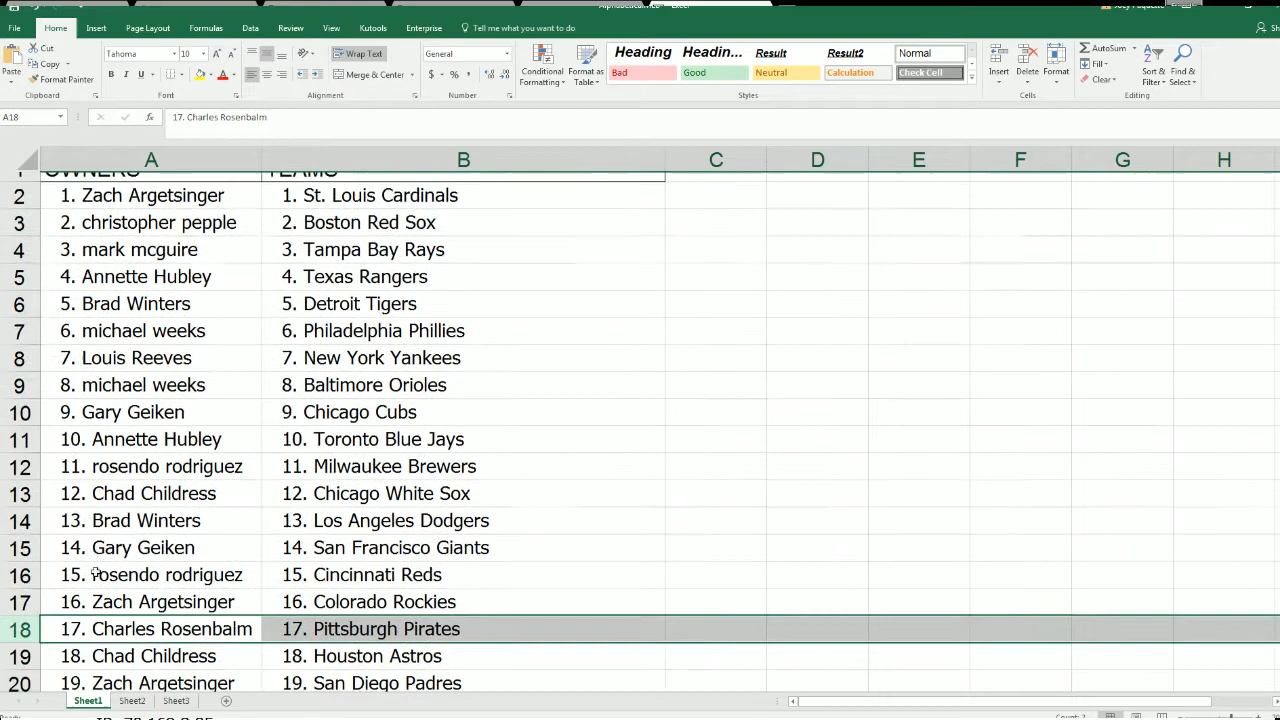 File Home Insert Page Layout Formulas Data Review View Kutools Enterprise Tell me what you want to do
Cut
Copy
Format Painter
Paste
Clipboard
Tahoma 10
B I U
Font
Wrap Text
Merge & Center
Alignment
General
$ % ,
Number
Conditional Formatting
Format as Table
Heading Headin... Result Result2 Normal
Bad Good Neutral Calculation Check Cell
Styles
Insert Delete Format
Cells
AutoSum
Fill
Clear
Sort & Filter
Find & Select
Editing
A18 fx 17. Charles Rosenbalm
A B C D E F G H
1 OWNERS TEAMS
2 1. Zach Argetsinger 1. St. Louis Cardinals
3 2. christopher pepple 2. Boston Red Sox
4 3. mark mcguire 3. Tampa Bay Rays
5 4. Annette Hubley 4. Texas Rangers
6 5. Brad Winters 5. Detroit Tigers
7 6. michael weeks 6. Philadelphia Phillies
8 7. Louis Reeves 7. New York Yankees
9 8. michael weeks 8. Baltimore Orioles
10 9. Gary Geiken 9. Chicago Cubs
11 10. Annette Hubley 10. Toronto Blue Jays
12 11. rosendo rodriguez 11. Milwaukee Brewers
13 12. Chad Childress 12. Chicago White Sox
14 13. Brad Winters 13. Los Angeles Dodgers
15 14. Gary Geiken 14. San Francisco Giants
16 15. rosendo rodriguez 15. Cincinnati Reds
17 16. Zach Argetsinger 16. Colorado Rockies
18 17. Charles Rosenbalm 17. Pittsburgh Pirates
19 18. Chad Childress 18. Houston Astros
20 19. Zach Argetsinger 19. San Diego Padres
Sheet1 Sheet2 Sheet3